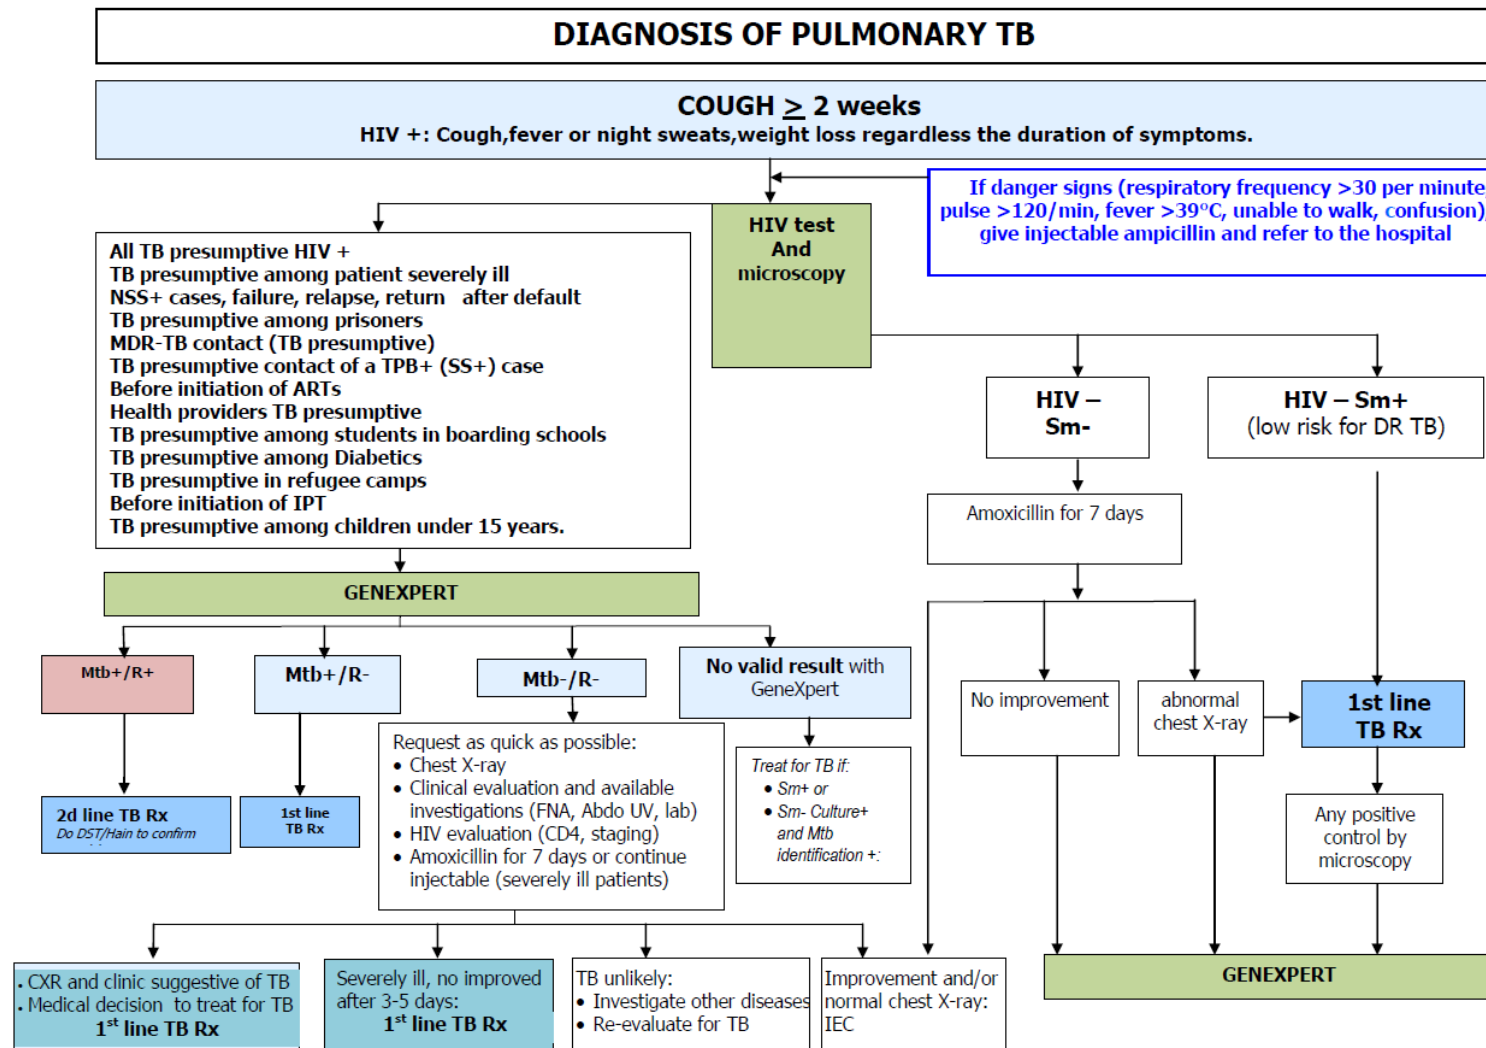 DIAGNOSIS OF PULMONARY TB
COUGH ≥ 2 weeks
HIV +: Cough,fever or night sweats,weight loss regardless the duration of symptoms.
If danger signs (respiratory frequency >30 per minute,
pulse >120/min, fever >39°C, unable to walk, confusion),
give injectable ampicillin and refer to the hospital
HIV test
And
microscopy
All TB presumptive HIV +
TB presumptive among patient severely ill
NSS+ cases, failure, relapse, return after default
TB presumptive among prisoners
MDR-TB contact (TB presumptive)
TB presumptive contact of a TPB+ (SS+) case
Before initiation of ARTs
Health providers TB presumptive
TB presumptive among students in boarding schools
TB presumptive among Diabetics
TB presumptive in refugee camps
Before initiation of IPT
TB presumptive among children under 15 years.
HIV –
Sm-
HIV – Sm+
(low risk for DR TB)
Amoxicillin for 7 days
GENEXPERT
Mtb+/R+
Mtb+/R-
Mtb-/R-
No valid result with
GeneXpert
No improvement
abnormal
chest X-ray
1st line
TB Rx
2d line TB Rx
Do DST/Hain to confirm
1st line
TB Rx
Request as quick as possible:
• Chest X-ray
• Clinical evaluation and available
investigations (FNA, Abdo UV, lab)
• HIV evaluation (CD4, staging)
• Amoxicillin for 7 days or continue
injectable (severely ill patients)
Treat for TB if:
• Sm+ or
• Sm- Culture+
and Mtb
identification +:
Any positive
control by
microscopy
• CXR and clinic suggestive of TB
• Medical decision to treat for TB
1st line TB Rx
Severely ill, no improved
after 3-5 days:
1st line TB Rx
TB unlikely:
• Investigate other diseases
• Re-evaluate for TB
Improvement and/or
normal chest X-ray:
IEC
GENEXPERT